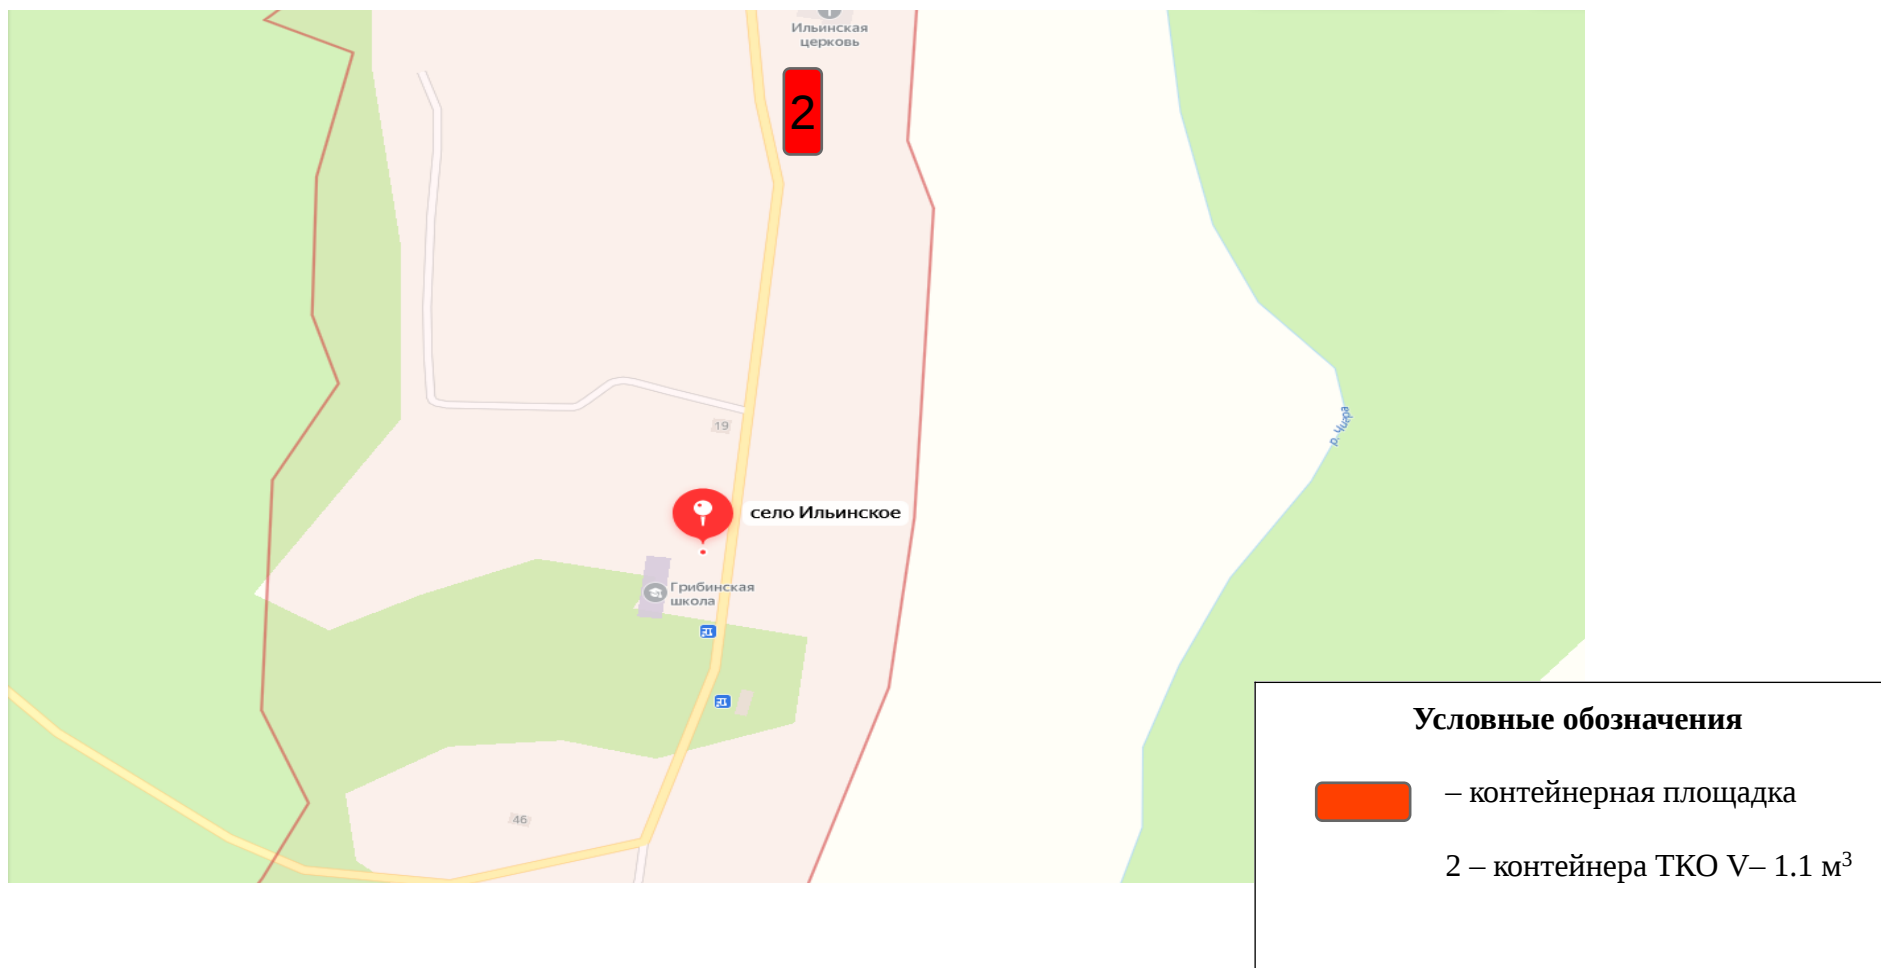 Ильинская
церковь
2
19
село Ильинское
Грибинская
школа
46
р. Чигра
Условные обозначения
– контейнерная площадка
2 – контейнера ТКО V– 1.1 м³